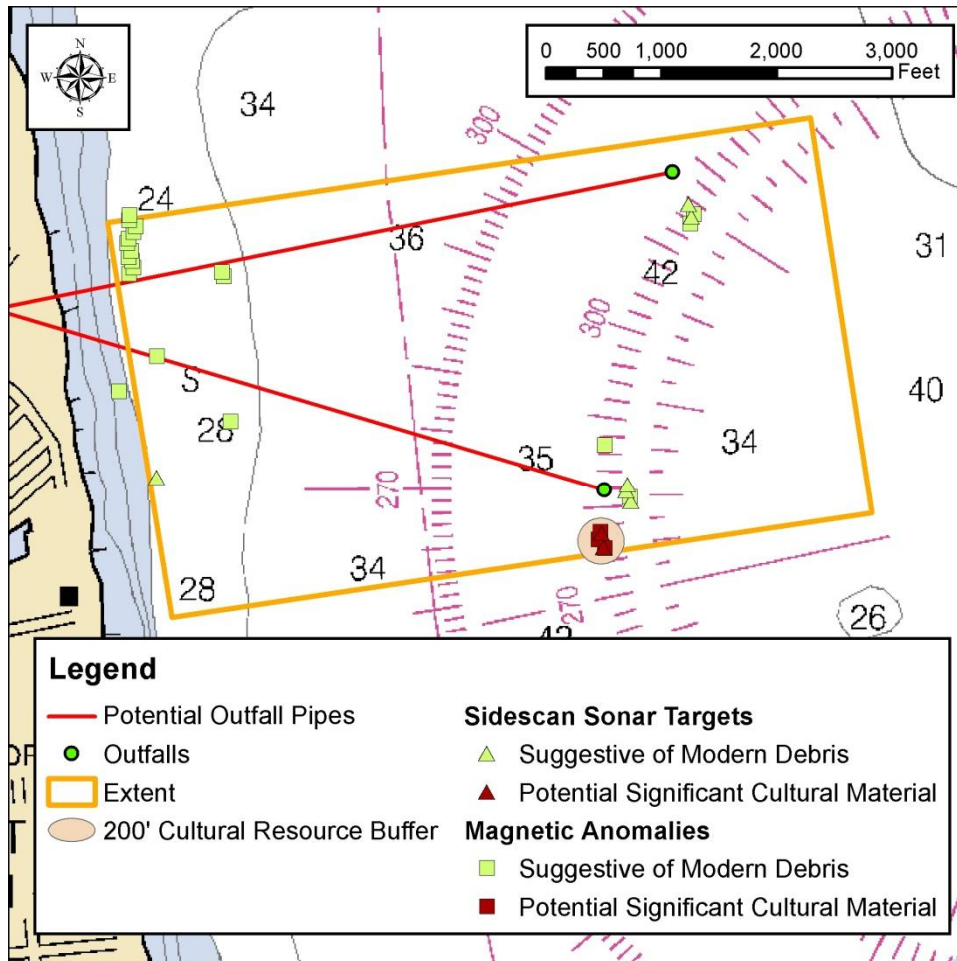 N
W E
S
0 500 1,000 2,000 3,000
Feet
34
300
24
36
31
42
300
S
40
28
34
35
270
34
28
270
26
Legend
Potential Outfall Pipes
Outfalls
Extent
200' Cultural Resource Buffer
Sidescan Sonar Targets
Suggestive of Modern Debris
Potential Significant Cultural Material
Magnetic Anomalies
Suggestive of Modern Debris
Potential Significant Cultural Material